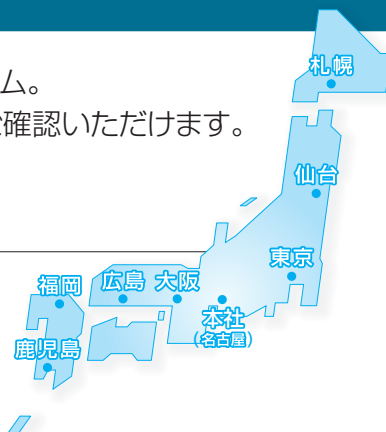 ム。
確認いただけます。
札幌
仙台
東京
福岡
広島 大阪
本社
(名古屋)
鹿児島